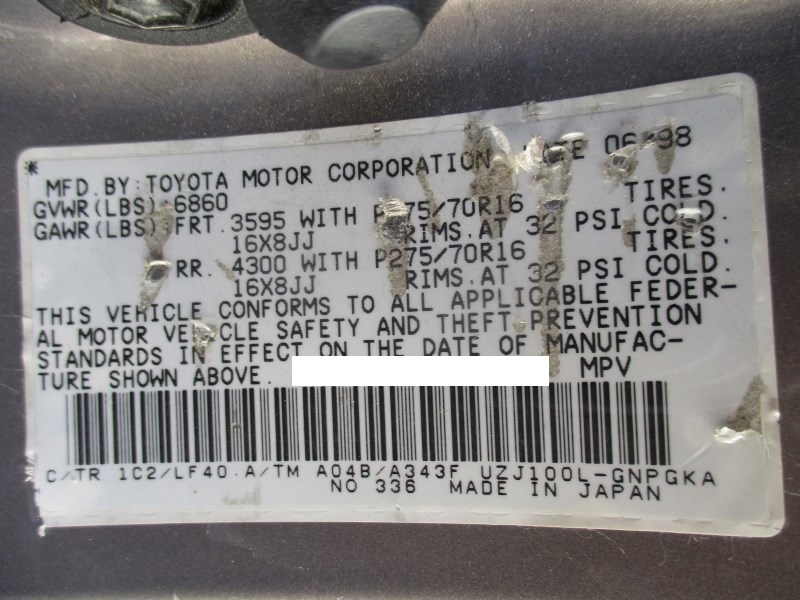 *
MFD.BY:TOYOTA MOTOR CORPORATION 06-98
GVWR(LBS):6860
GAWR(LBS):FRT. 3595 WITH P275/70R16 TIRES.
16X8JJ RIMS.AT 32 PSI COLD.
RR. 4300 WITH P275/70R16 TIRES.
16X8JJ RIMS.AT 32 PSI COLD.
THIS VEHICLE CONFORMS TO ALL APPLICABLE FEDER-
AL MOTOR VEHICLE SAFETY AND THEFT PREVENTION
STANDARDS IN EFFECT ON THE DATE OF MANUFAC-
TURE SHOWN ABOVE. MPV
C/TR 1C2/LF40 A/TM A04B/A343F UZJ100L-GNPGKA
NO 336 MADE IN JAPAN